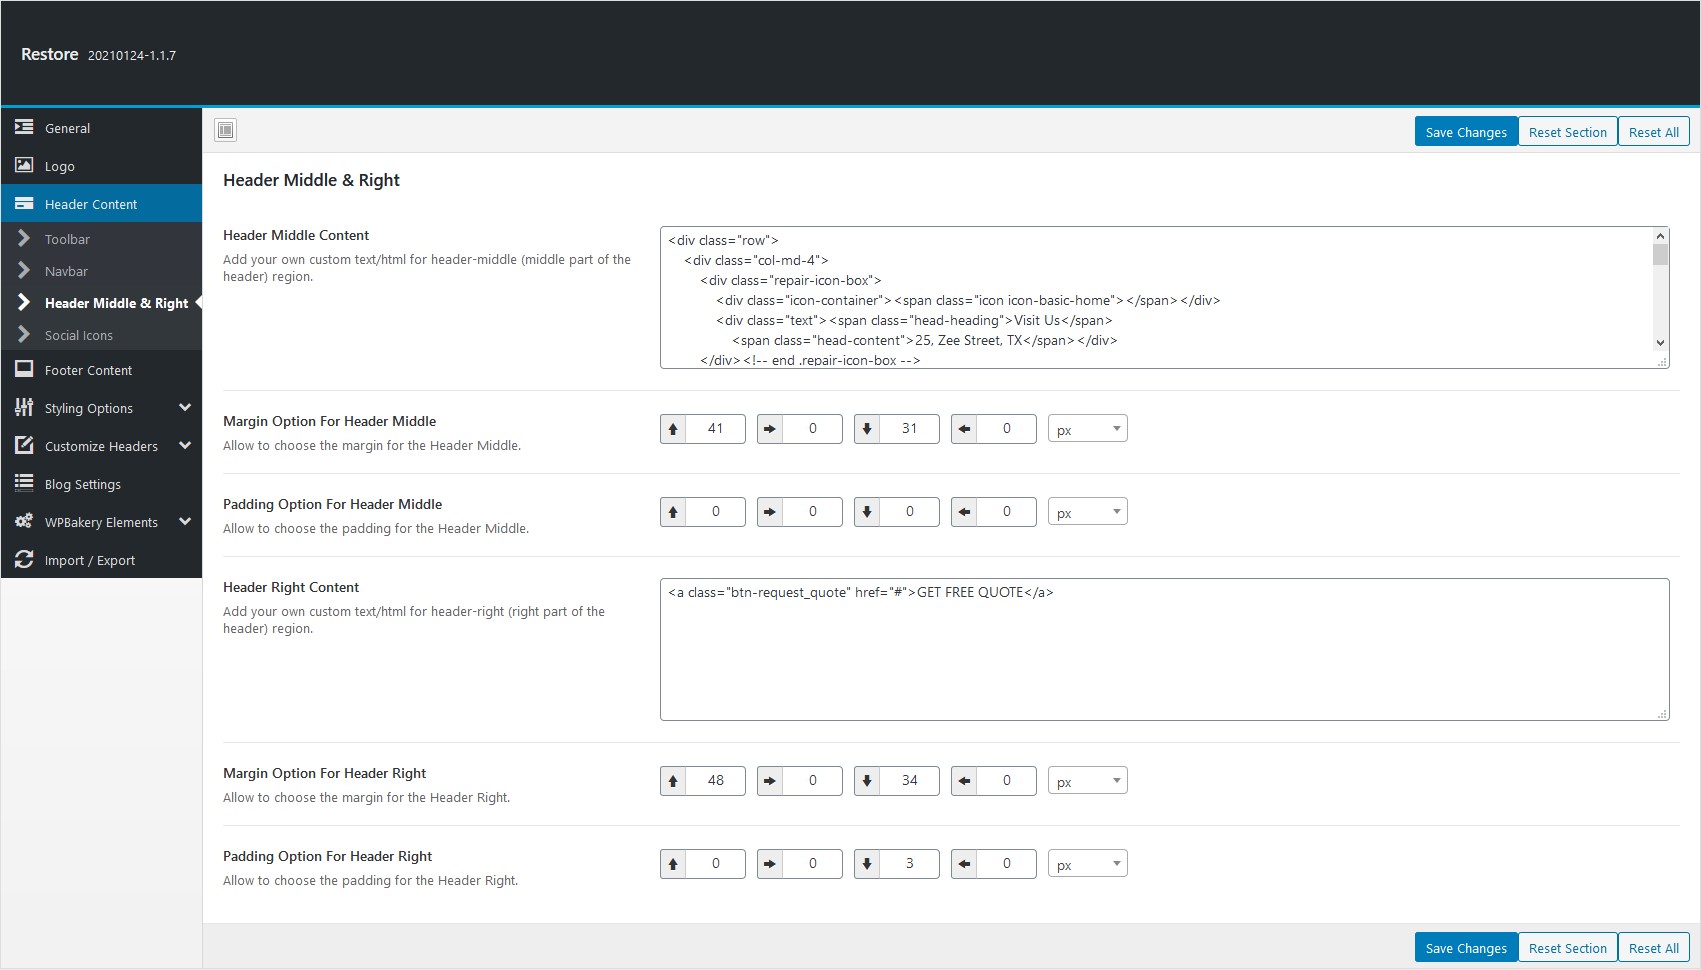 Restore 20210124-1.1.7
General
Logo
Header Content
Toolbar
Navbar
Header Middle & Right
Social Icons
Footer Content
Styling Options
Customize Headers
Blog Settings
WPBakery Elements
Import / Export
Save Changes Reset Section Reset All
Header Middle & Right
Header Middle Content
Add your own custom text/html for header-middle (middle part of the
header) region.
<div class="row">
<div class="col-md-4">
<div class="repair-icon-box">
<div class="icon-container"><span class="icon icon-basic-home"></span></div>
<div class="text"><span class="head-heading">Visit Us</span>
<span class="head-content">25, Zee Street, TX</span></div>
</div><!-- end .repair-icon-box -->
Margin Option For Header Middle
Allow to choose the margin for the Header Middle.
41 0 31 0 px
Padding Option For Header Middle
Allow to choose the padding for the Header Middle.
0 0 0 0 px
Header Right Content
Add your own custom text/html for header-right (right part of the
header) region.
<a class="btn-request_quote" href="#">GET FREE QUOTE</a>
Margin Option For Header Right
Allow to choose the margin for the Header Right.
48 0 34 0 px
Padding Option For Header Right
Allow to choose the padding for the Header Right.
0 0 3 0 px
Save Changes Reset Section Reset All